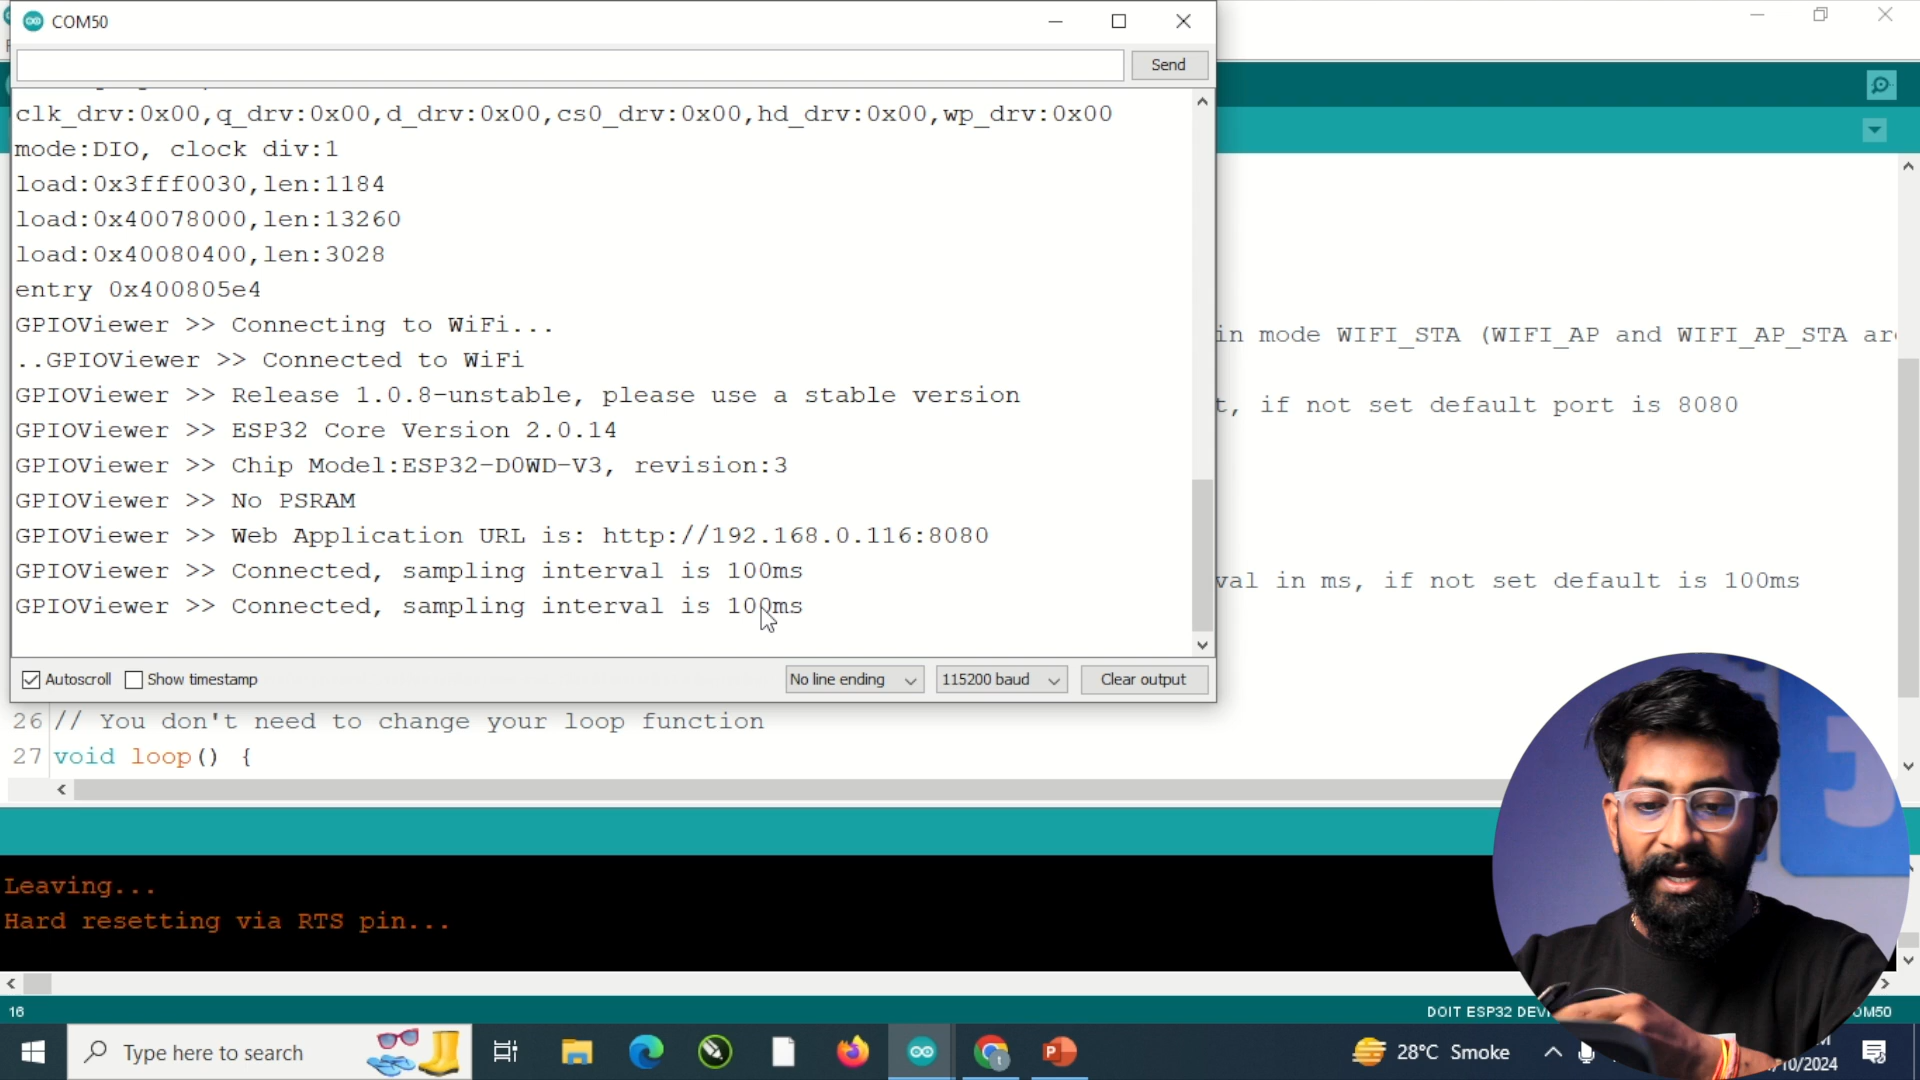 COM50
Send
clk_drv:0x00,q_drv:0x00,d_drv:0x00,cs0_drv:0x00,hd_drv:0x00,wp_drv:0x00
mode:DIO, clock div:1
load:0x3fff0030,len:1184
load:0x40078000,len:13260
load:0x40080400,len:3028
entry 0x400805e4
GPIOViewer >> Connecting to WiFi...
..GPIOViewer >> Connected to WiFi
GPIOViewer >> Release 1.0.8-unstable, please use a stable version
GPIOViewer >> ESP32 Core Version 2.0.14
GPIOViewer >> Chip Model:ESP32-D0WD-V3, revision:3
GPIOViewer >> No PSRAM
GPIOViewer >> Web Application URL is: http://192.168.0.116:8080
GPIOViewer >> Connected, sampling interval is 100ms
GPIOViewer >> Connected, sampling interval is 100ms
Autoscroll Show timestamp No line ending 115200 baud Clear output
in mode WIFI_STA (WIFI_AP and WIFI_AP_STA
t, if not set default port is 8080
val in ms, if not set default is 100ms
26 // You don't need to change your loop function
27 void loop() {
Leaving...
Hard resetting via RTS pin...
16
DOIT ESP32 DEV
OM50
Type here to search
28°C Smoke
/10/2024